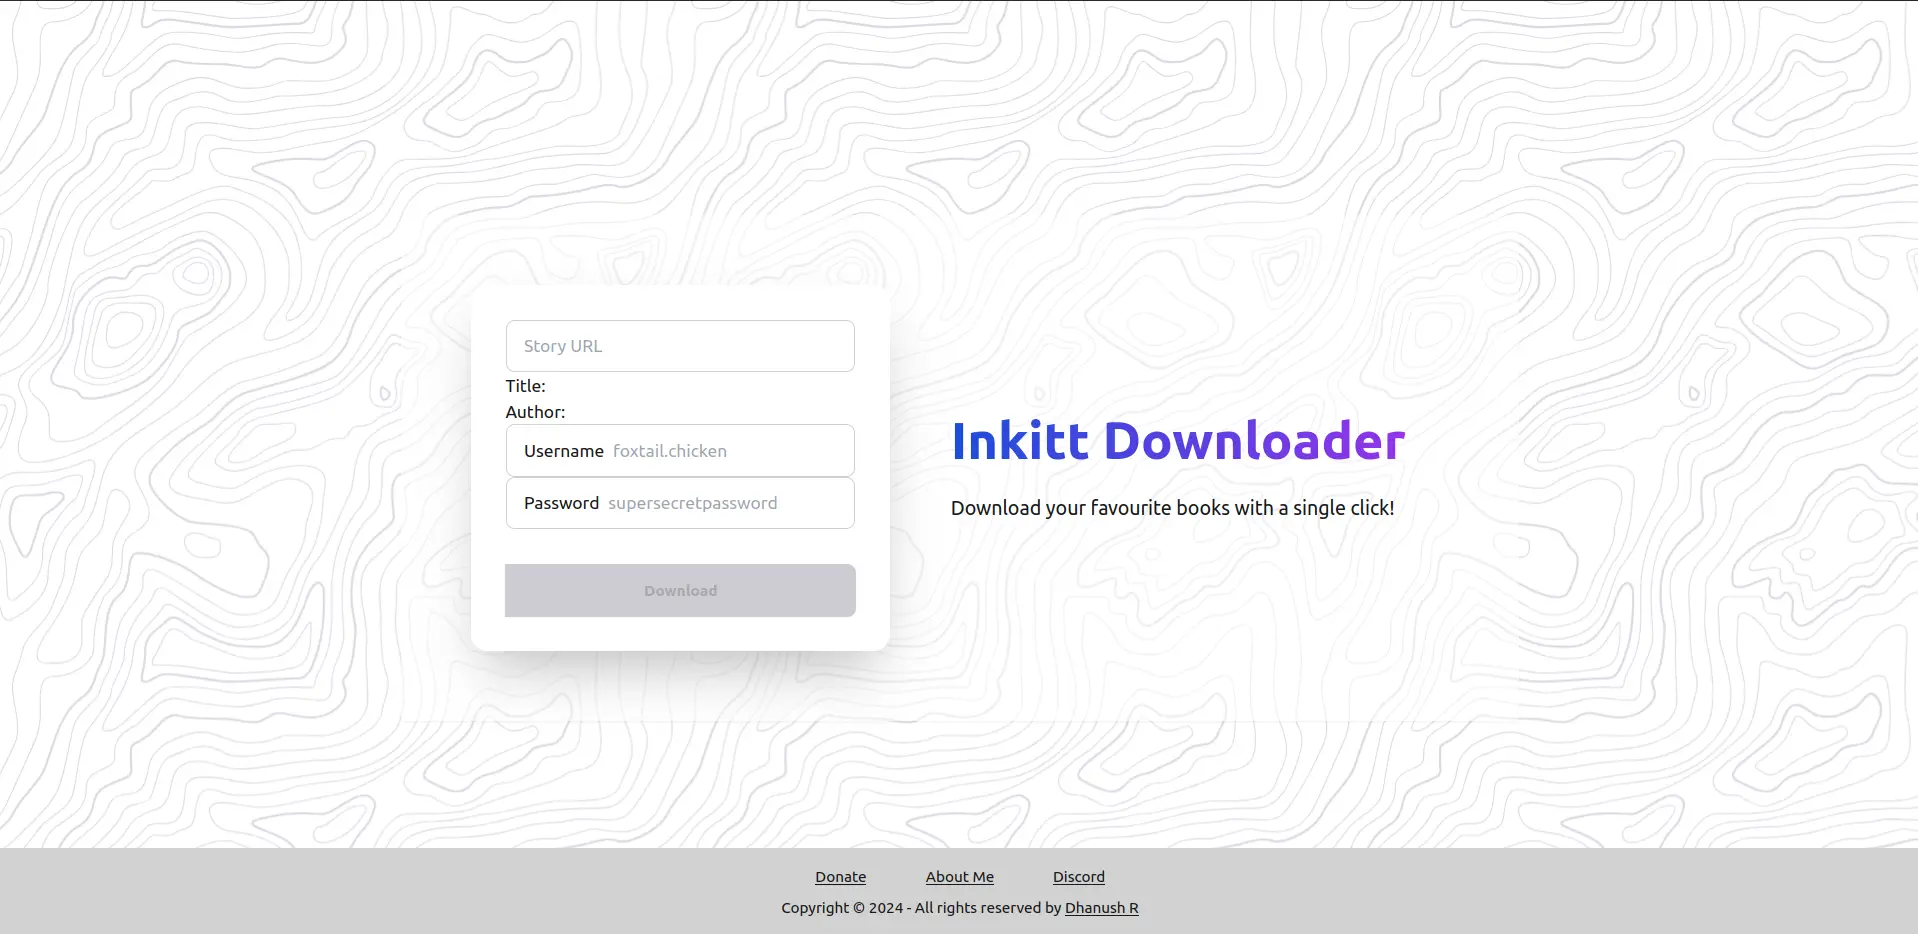 Story URL
Title:
Author:
Username foxtail.chicken
Password supersecretpassword
Download
Inkitt Downloader
Download your favourite books with a single click!
Donate About Me Discord
Copyright © 2024 - All rights reserved by Dhanush R